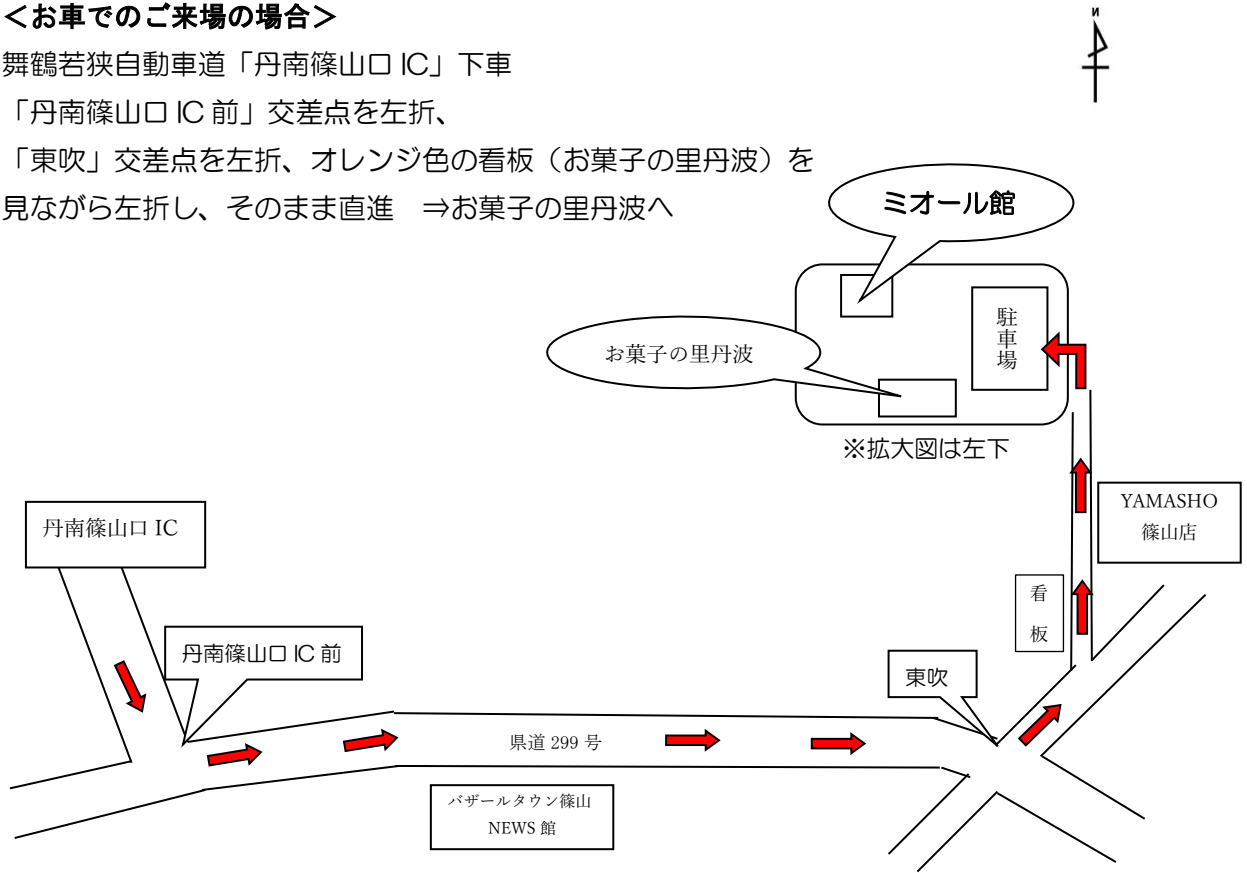 ＜お車でのご来場の場合＞
舞鶴若狭自動車道「丹南篠山口 IC」下車
「丹南篠山口 IC 前」交差点を左折、
「東吹」交差点を左折、オレンジ色の看板（お菓子の里丹波）を
見ながら左折し、そのまま直進　⇒お菓子の里丹波へ
N
ミオール館
駐車場
お菓子の里丹波
※拡大図は左下
YAMASHO
篠山店
丹南篠山口 IC
看
板
丹南篠山口 IC 前
東吹
県道 299 号
バザールタウン篠山
NEWS 館